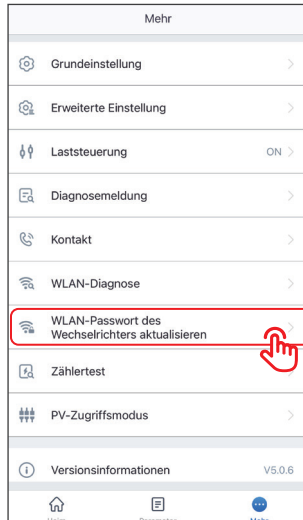 Mehr
Grundeinstellung
Erweiterte Einstellung
Laststeuerung ON
Diagnosemeldung
Kontakt
WLAN-Diagnose
WLAN-Passwort des
Wechselrichters aktualisieren
Zählertest
PV-Zugriffsmodus
Versionsinformationen V5.0.6